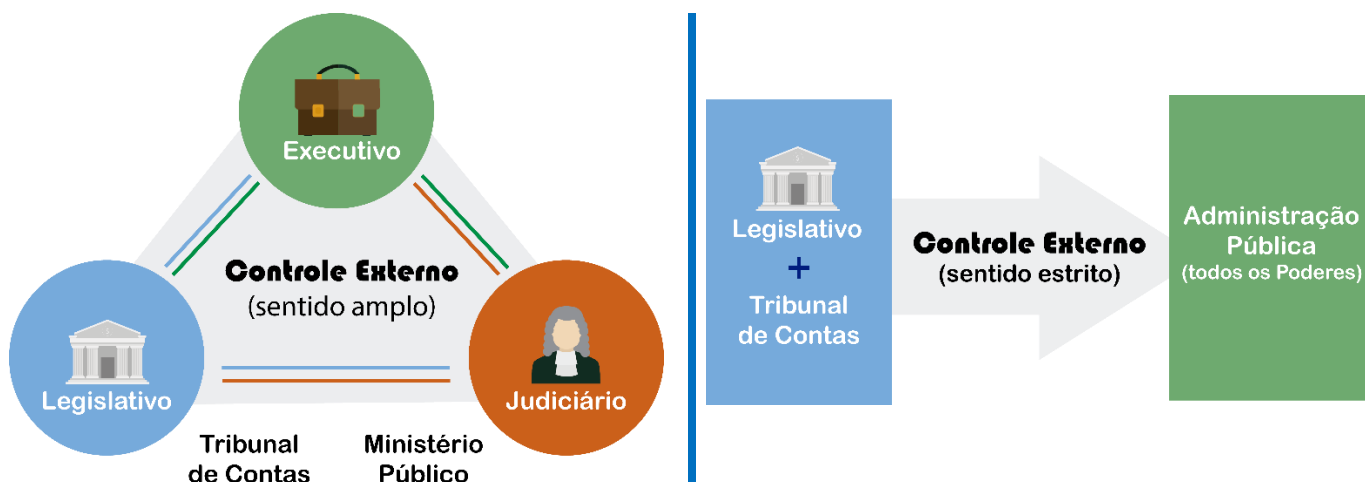 Executivo
Controle Externo
(sentido amplo)
Legislativo
Judiciário
Tribunal
de Contas
Ministério
Público
Legislativo
+
Tribunal
de Contas
Controle Externo
(sentido estrito)
Administração
Pública
(todos os Poderes)